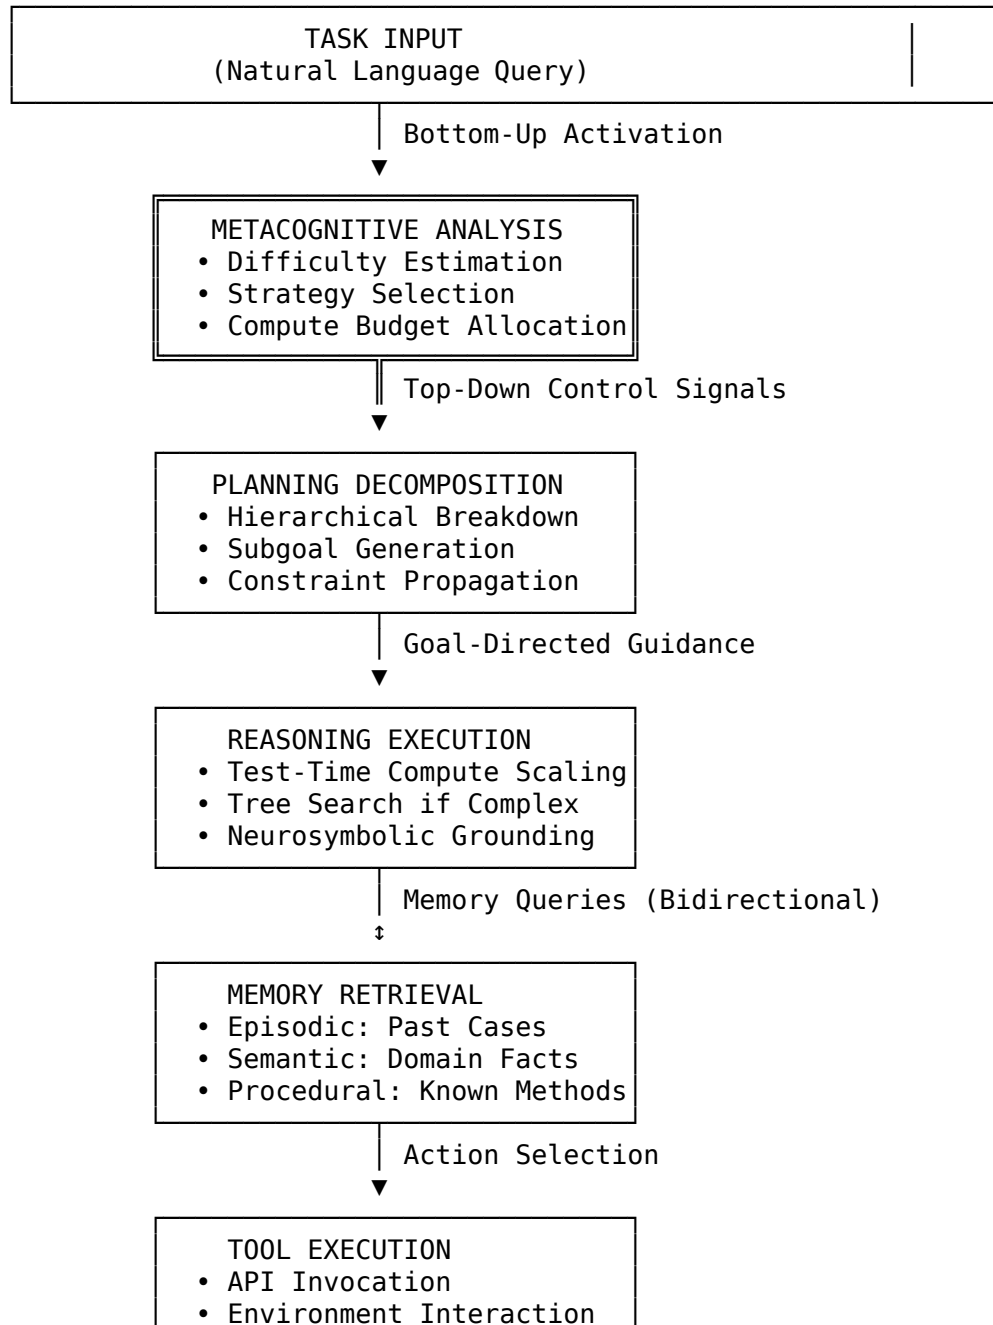 TASK INPUT
(Natural Language Query)
Bottom-Up Activation
METACOGNITIVE ANALYSIS
• Difficulty Estimation
• Strategy Selection
• Compute Budget Allocation
Top-Down Control Signals
PLANNING DECOMPOSITION
• Hierarchical Breakdown
• Subgoal Generation
• Constraint Propagation
Goal-Directed Guidance
REASONING EXECUTION
• Test-Time Compute Scaling
• Tree Search if Complex
• Neurosymbolic Grounding
Memory Queries (Bidirectional)
MEMORY RETRIEVAL
• Episodic: Past Cases
• Semantic: Domain Facts
• Procedural: Known Methods
Action Selection
TOOL EXECUTION
• API Invocation
• Environment Interaction